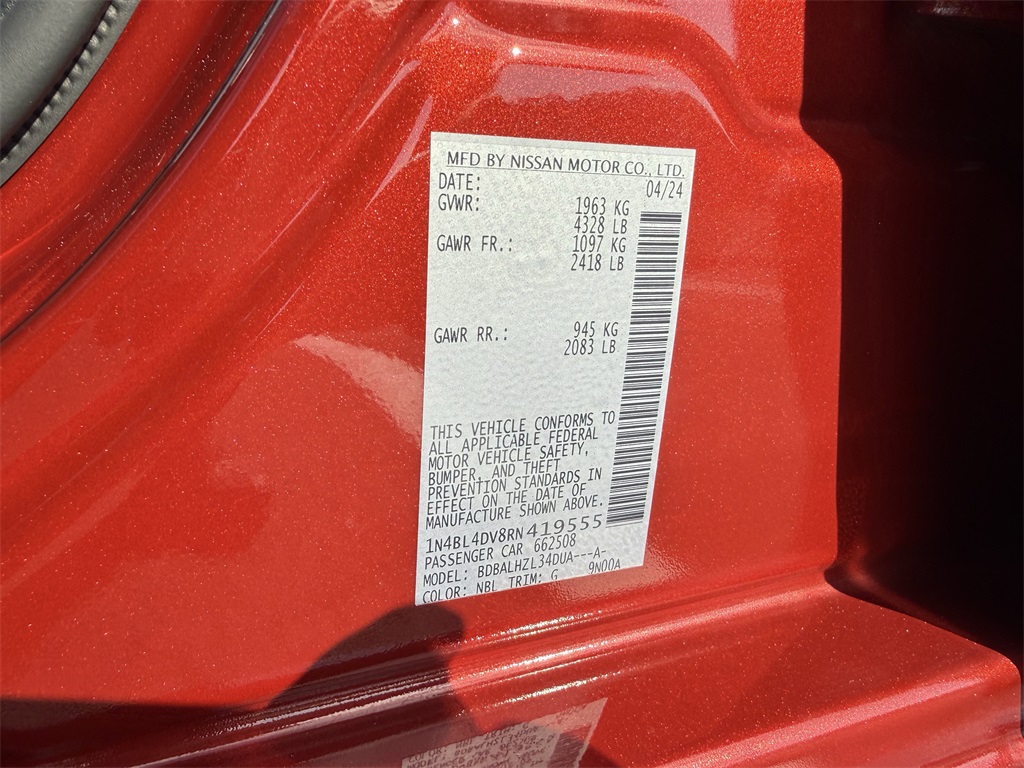 MFD BY NISSAN MOTOR CO., LTD.
DATE: 04/24
GVWR: 1963 KG
4328 LB
GAWR FR.: 1097 KG
2418 LB
GAWR RR.: 945 KG
2083 LB
THIS VEHICLE CONFORMS TO
ALL APPLICABLE FEDERAL
MOTOR VEHICLE SAFETY,
BUMPER, AND THEFT
PREVENTION STANDARDS IN
EFFECT ON THE DATE OF
MANUFACTURE SHOWN ABOVE.
1N4BL4DV8RN419555
PASSENGER CAR 662508
MODEL: BDBALHZL34DUA---A-
COLOR: NBL TRIM: G 9N00A